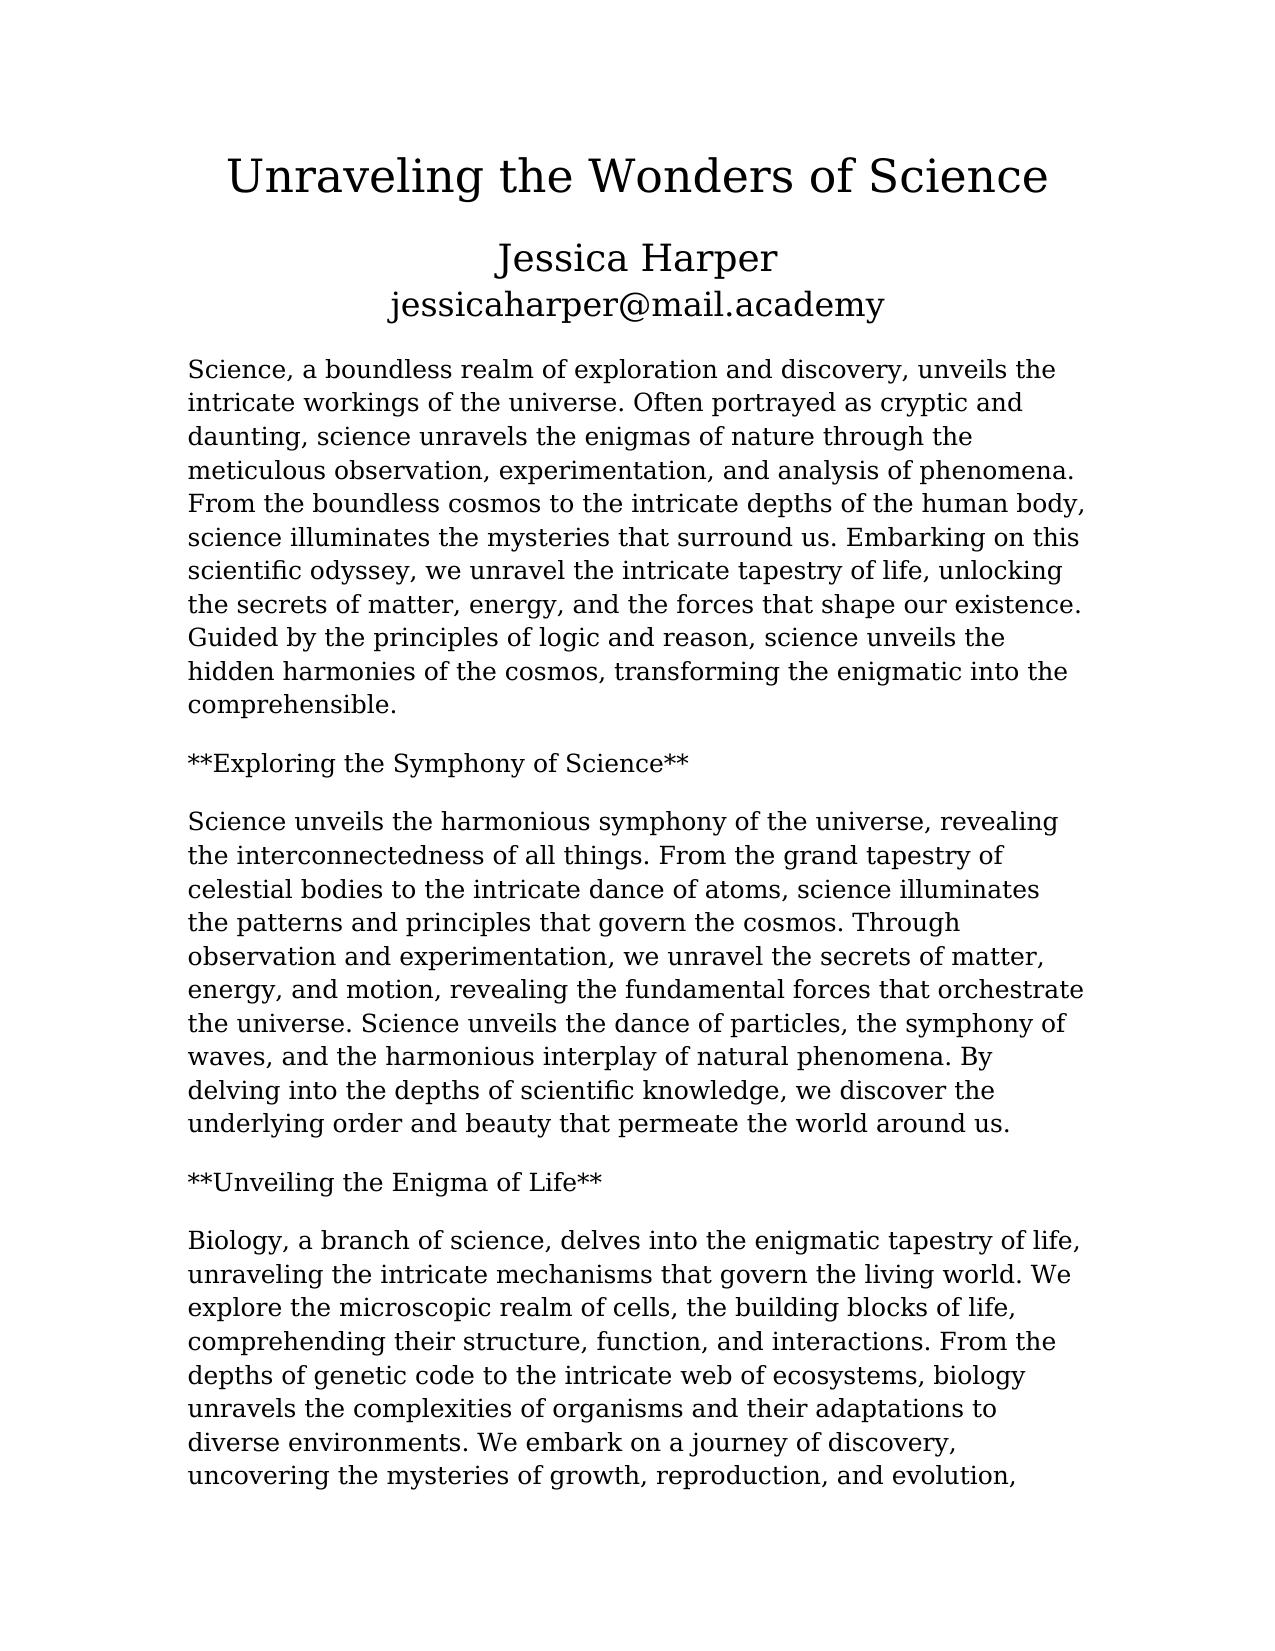 Unraveling the Wonders of Science
Jessica Harper
jessicaharper@mail.academy
Science, a boundless realm of exploration and discovery, unveils the
intricate workings of the universe. Often portrayed as cryptic and
daunting, science unravels the enigmas of nature through the
meticulous observation, experimentation, and analysis of phenomena.
From the boundless cosmos to the intricate depths of the human body,
science illuminates the mysteries that surround us. Embarking on this
scientific odyssey, we unravel the intricate tapestry of life, unlocking
the secrets of matter, energy, and the forces that shape our existence.
Guided by the principles of logic and reason, science unveils the
hidden harmonies of the cosmos, transforming the enigmatic into the
comprehensible.
**Exploring the Symphony of Science**
Science unveils the harmonious symphony of the universe, revealing
the interconnectedness of all things. From the grand tapestry of
celestial bodies to the intricate dance of atoms, science illuminates
the patterns and principles that govern the cosmos. Through
observation and experimentation, we unravel the secrets of matter,
energy, and motion, revealing the fundamental forces that orchestrate
the universe. Science unveils the dance of particles, the symphony of
waves, and the harmonious interplay of natural phenomena. By
delving into the depths of scientific knowledge, we discover the
underlying order and beauty that permeate the world around us.
**Unveiling the Enigma of Life**
Biology, a branch of science, delves into the enigmatic tapestry of life,
unraveling the intricate mechanisms that govern the living world. We
explore the microscopic realm of cells, the building blocks of life,
comprehending their structure, function, and interactions. From the
depths of genetic code to the intricate web of ecosystems, biology
unravels the complexities of organisms and their adaptations to
diverse environments. We embark on a journey of discovery,
uncovering the mysteries of growth, reproduction, and evolution,